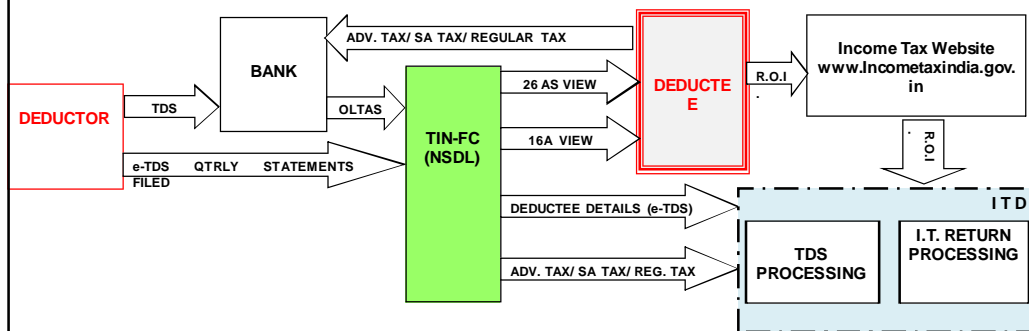 ADV. TAX/ SA TAX/ REGULAR TAX
BANK
DEDUCTOR
TDS
OLTAS
e-TDS QTRLY STATEMENTS
FILED
TIN-FC
(NSDL)
26 AS VIEW
16A VIEW
DEDUCTE
E
R.O.I
.
Income Tax Website
www.Incometaxindia.gov.
in
R.O.I
.
DEDUCTEE DETAILS (e-TDS)
ADV. TAX/ SA TAX/ REG. TAX
I T D
TDS
PROCESSING
I.T. RETURN
PROCESSING